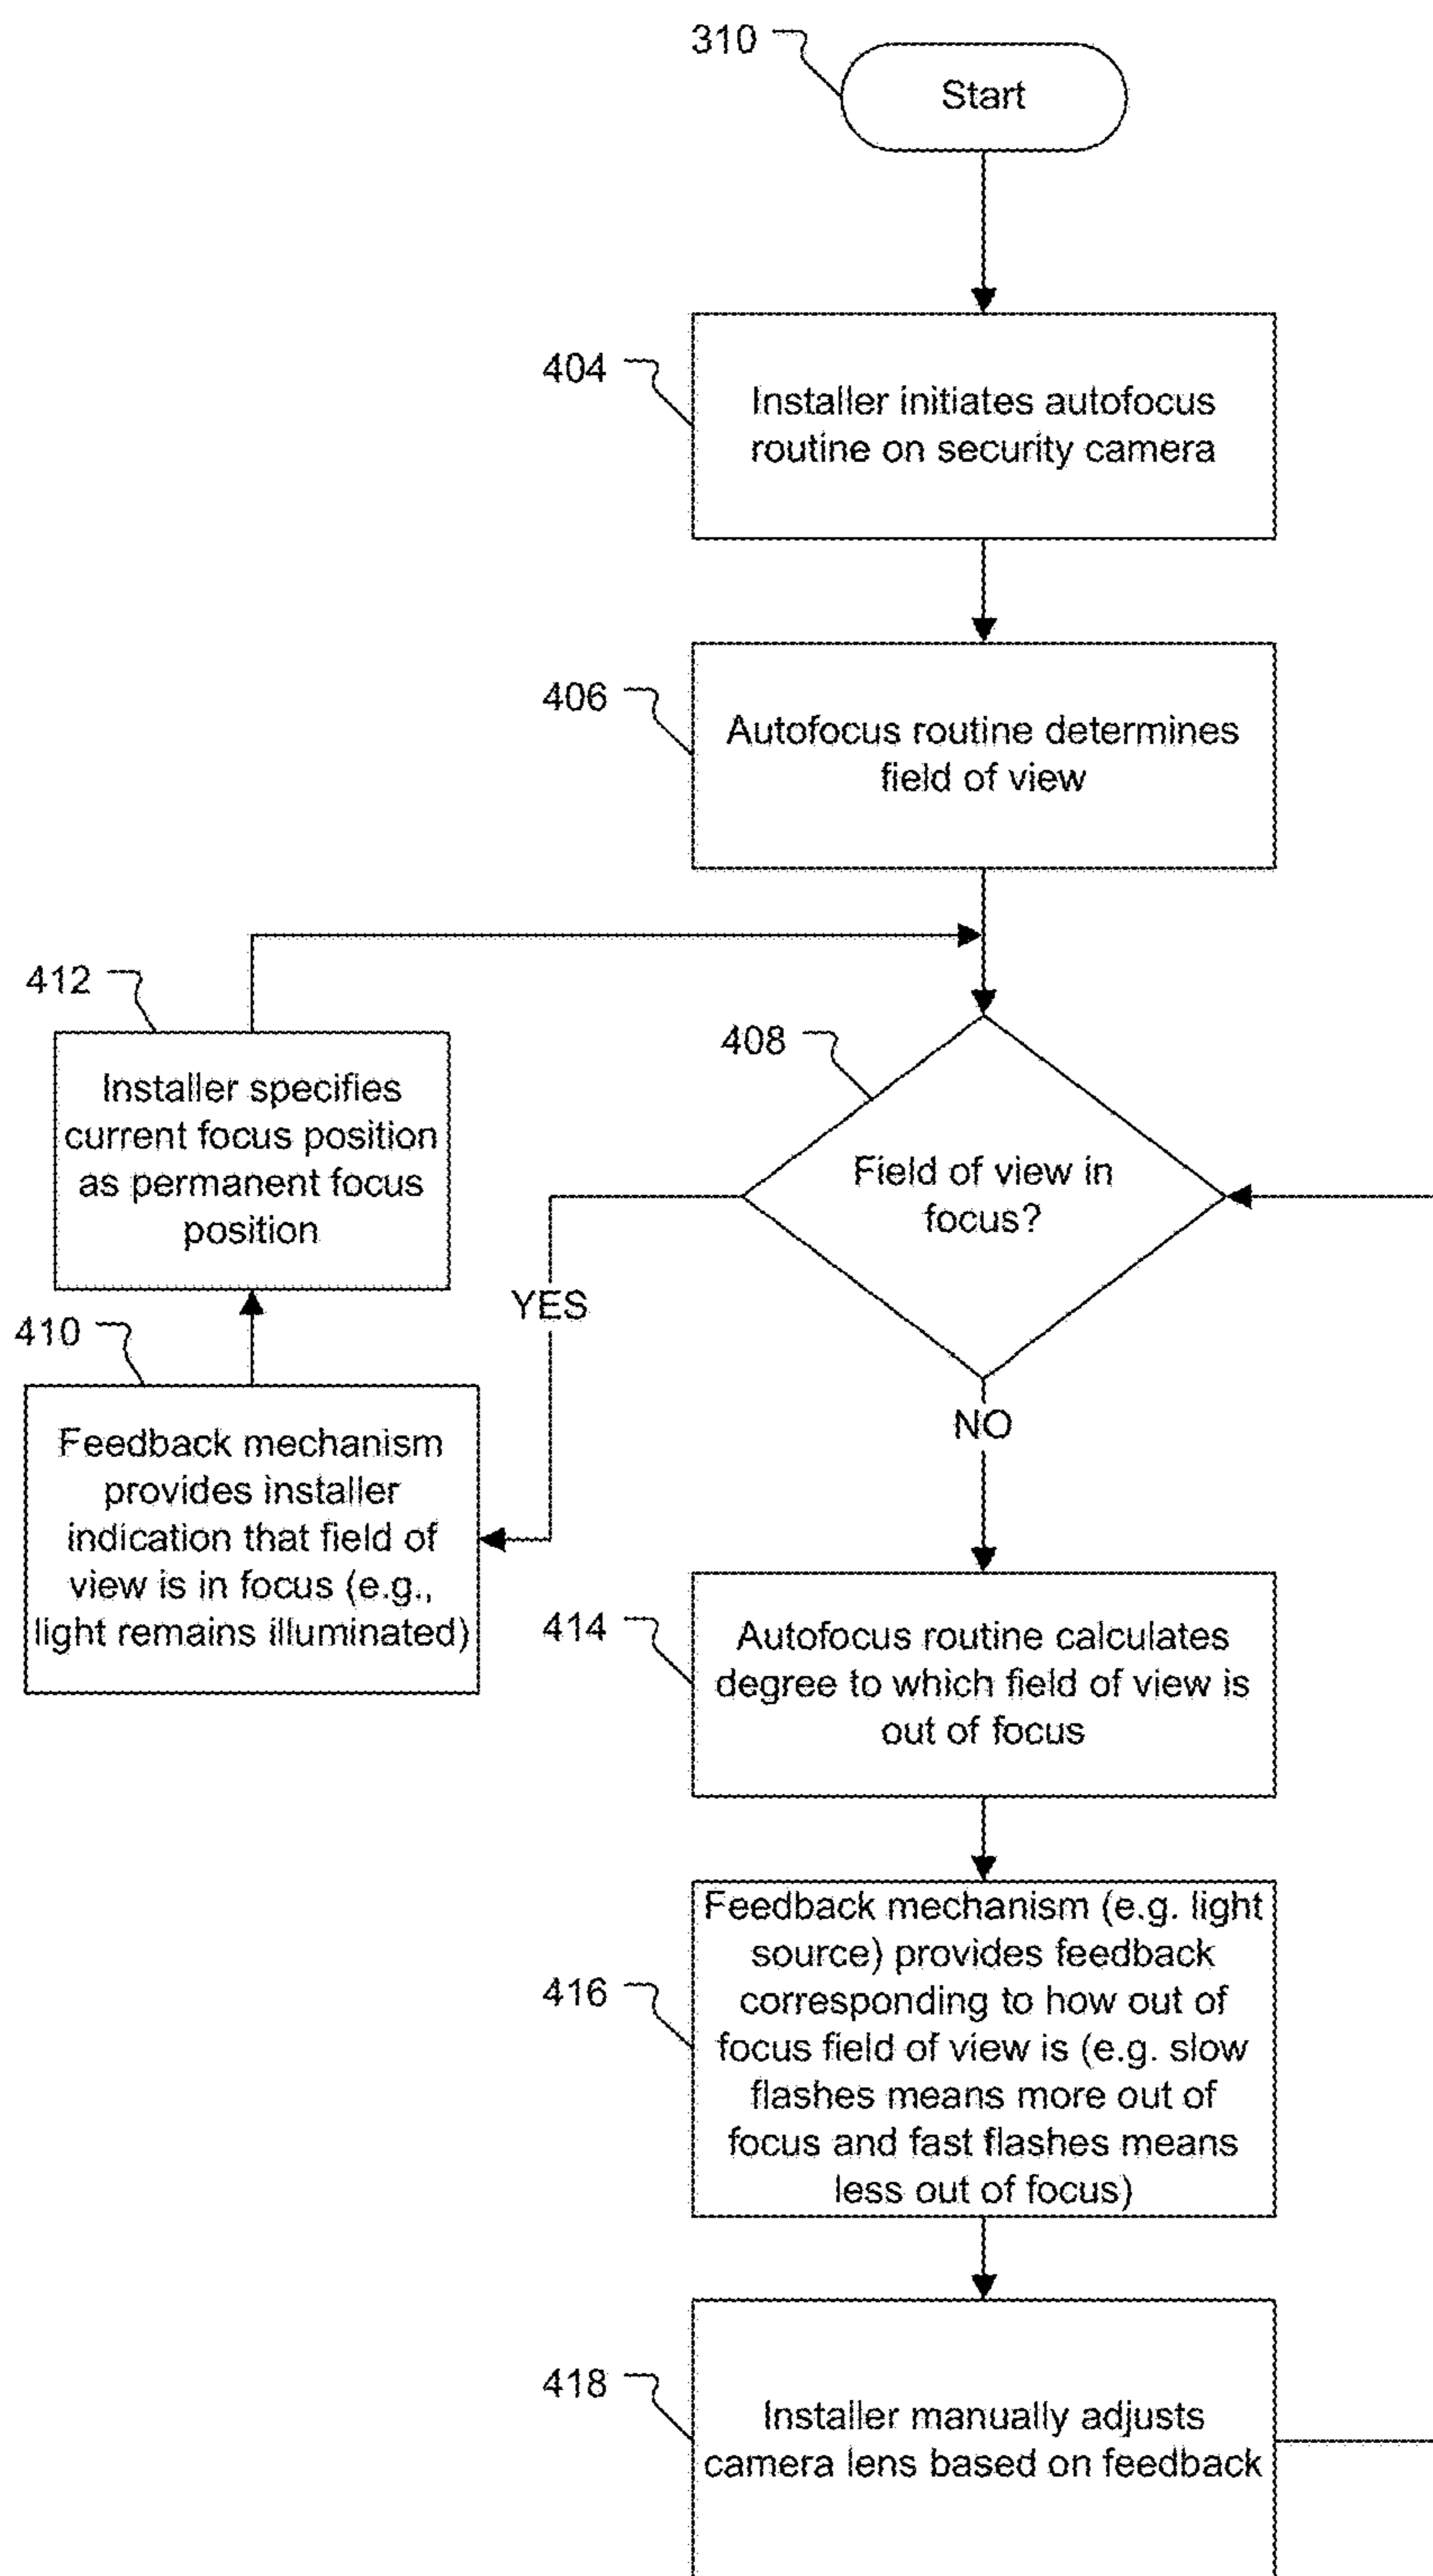 310
Start
404
Installer initiates autofocus
routine on security camera
406
Autofocus routine determines
field of view
412
Installer specifies
current focus position
as permanent focus
position
408
Field of view in
focus?
YES
NO
410
Feedback mechanism
provides installer
indication that field of
view is in focus (e.g.,
light remains illuminated)
414
Autofocus routine calculates
degree to which field of view is
out of focus
416
Feedback mechanism (e.g. light
source) provides feedback
corresponding to how out of
focus field of view is (e.g. slow
flashes means more out of
focus and fast flashes means
less out of focus)
418
Installer manually adjusts
camera lens based on feedback